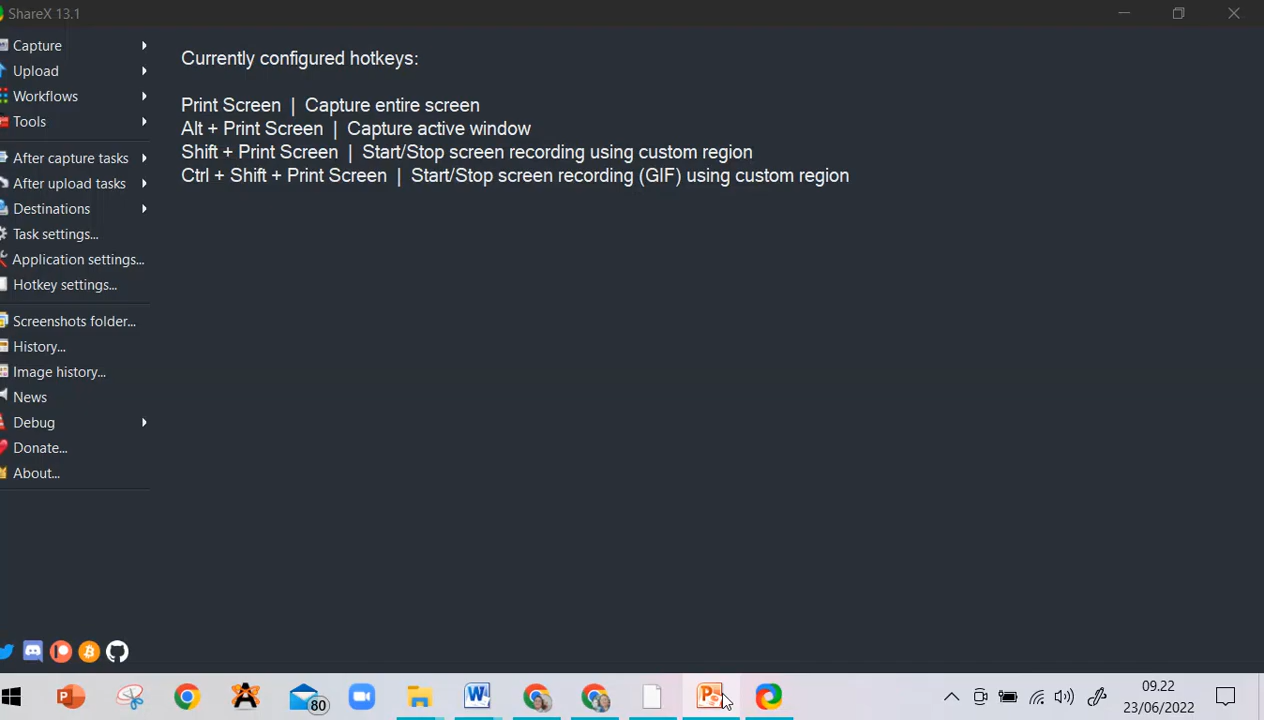 ShareX 13.1
Capture
Upload
Workflows
Tools
After capture tasks
After upload tasks
Destinations
Task settings...
Application settings...
Hotkey settings...
Screenshots folder...
History...
Image history...
News
Debug
Donate...
About...
Currently configured hotkeys:
Print Screen | Capture entire screen
Alt + Print Screen | Capture active window
Shift + Print Screen | Start/Stop screen recording using custom region
Ctrl + Shift + Print Screen | Start/Stop screen recording (GIF) using custom region
80
09.22
23/06/2022